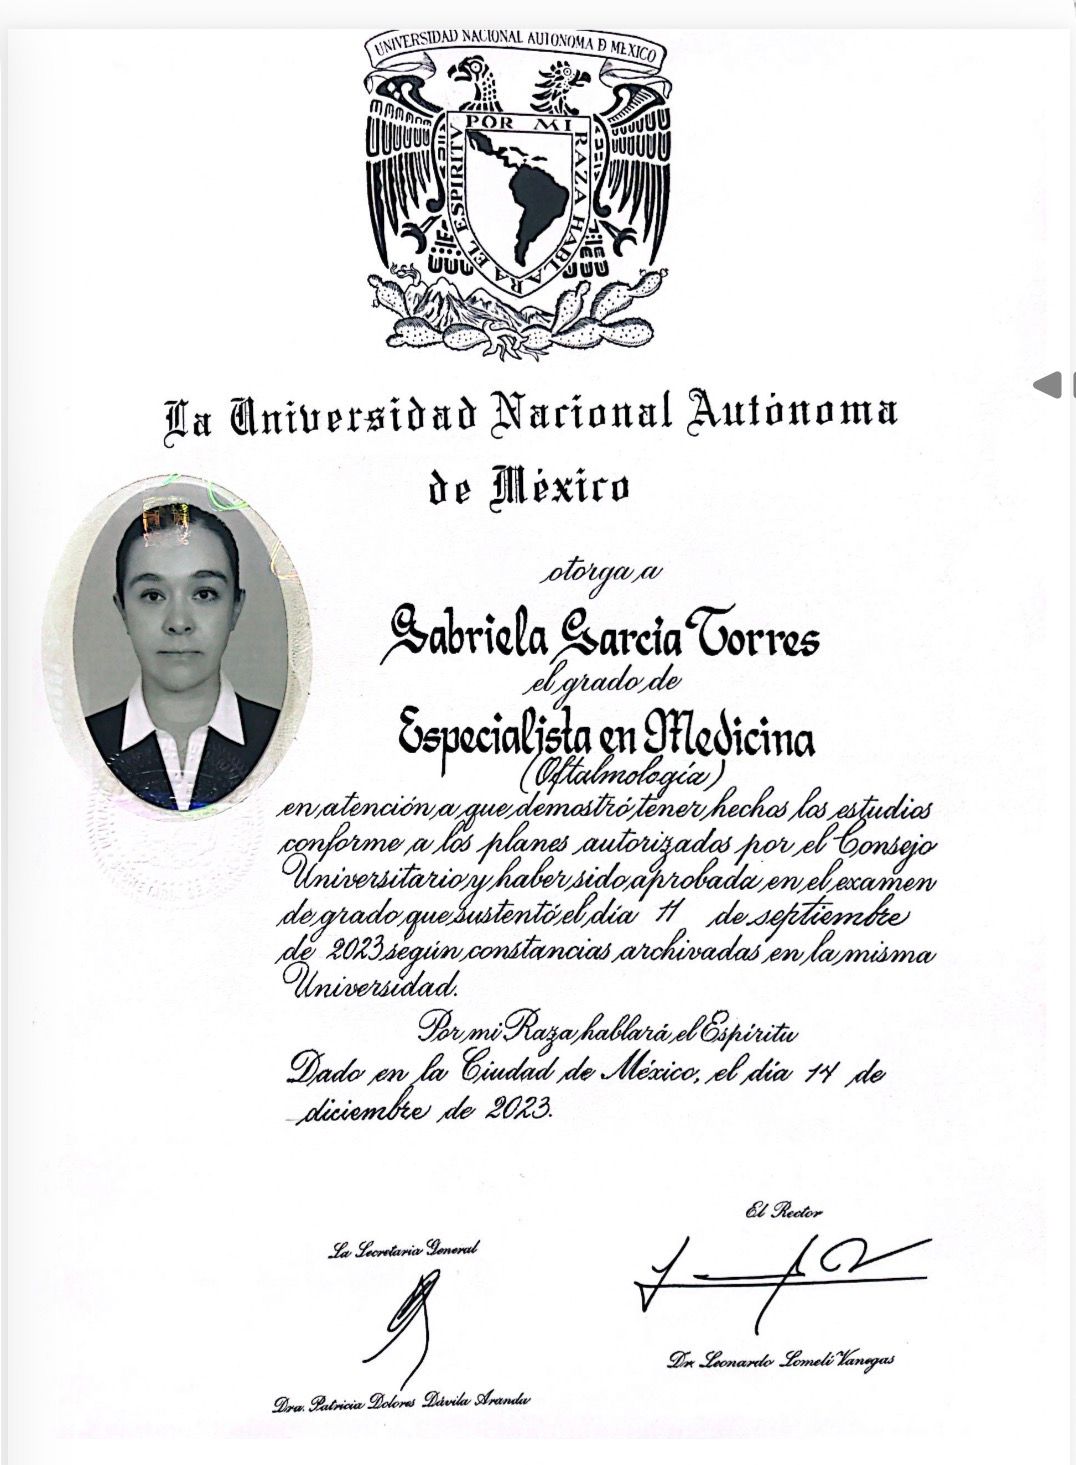 UNIVERSIDAD NACIONAL AUTONOMA D MEXICO
POR MI RAZA HABLARA EL ESPIRITU
La Universidad Nacional Autónoma
de México
otorga a
Gabriela García Torres
el grado de
Especialista en Medicina
(Oftalmología)
en atención a que demostró tener hechos los estudios
conforme a los planes autorizados por el Consejo
Universitario y haber sido aprobada en el examen
de grado que sustentó el día 11 de septiembre
de 2023 según constancias archivadas en la misma
Universidad.
Por mi Raza hablará el Espíritu
Dado en la Ciudad de México, el día 14 de
diciembre de 2023.
El Rector
La Secretaria General
Dr. Leonardo Lomelí Vanegas
Dra. Patricia Dolores Dávila Aranda